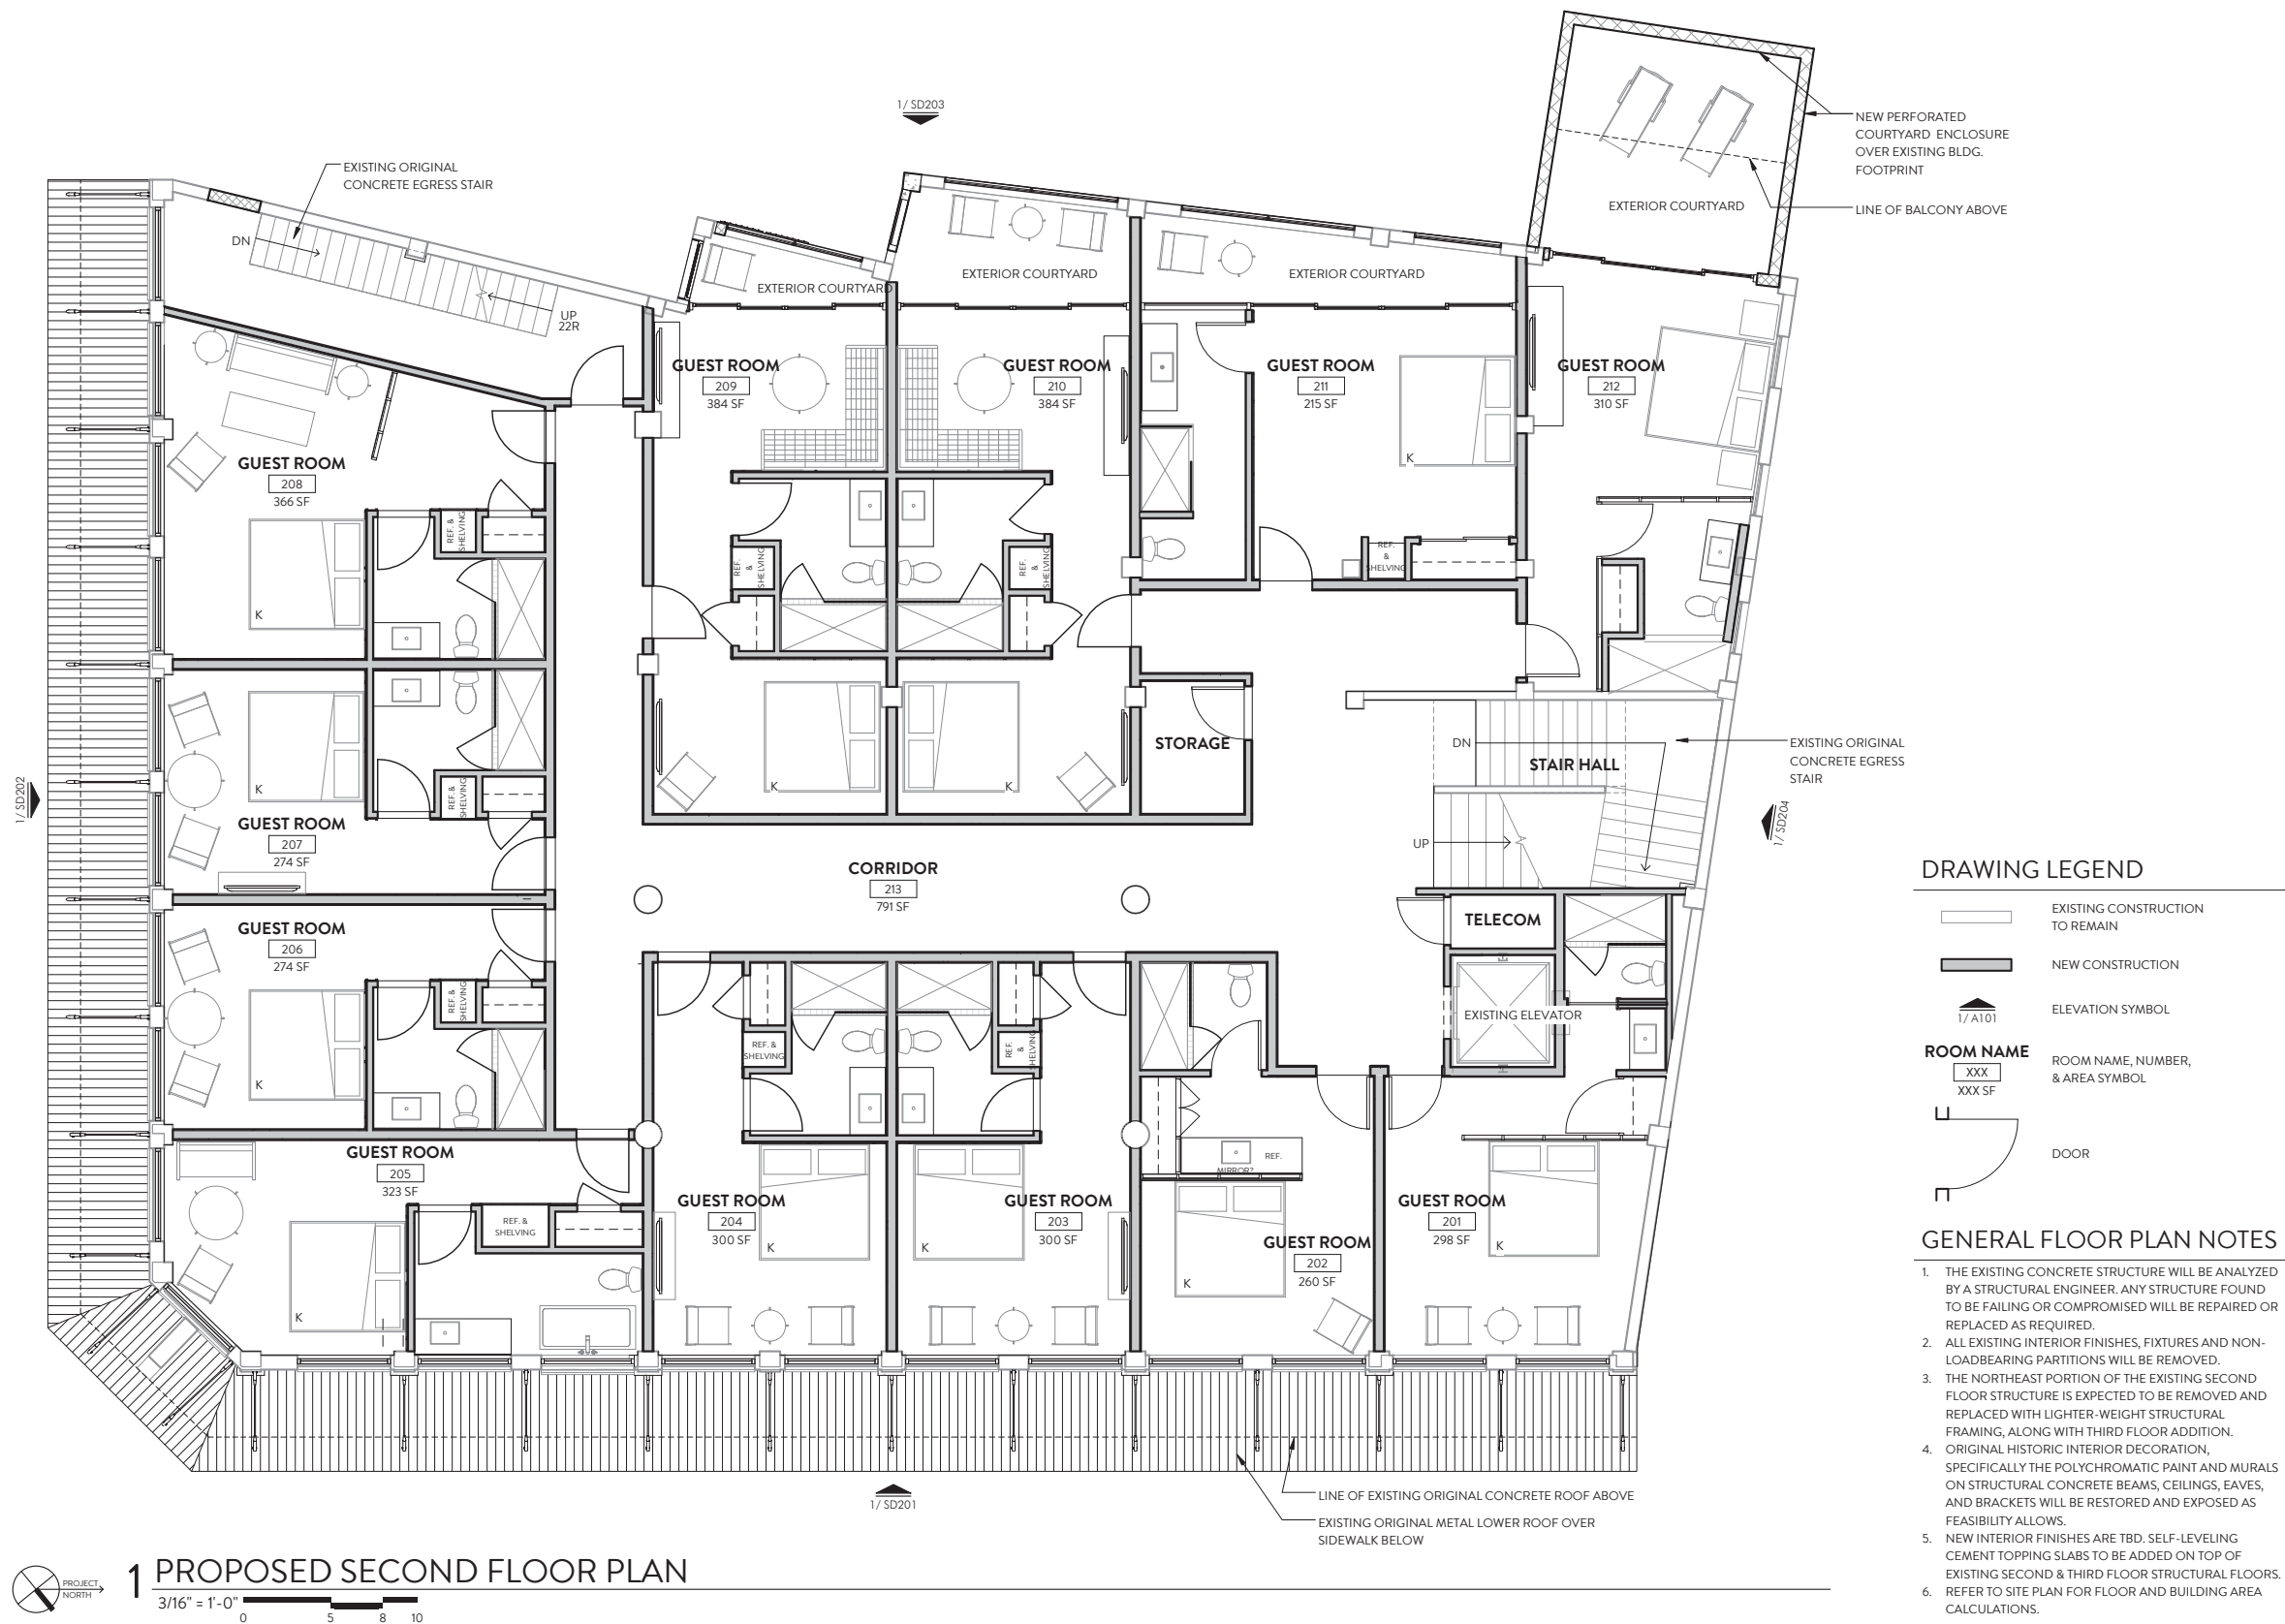 1/ SD203
EXISTING ORIGINAL
CONCRETE EGRESS STAIR
DN
UP
22R
EXTERIOR COURTYARD
EXTERIOR COURTYARD
EXTERIOR COURTYARD
EXTERIOR COURTYARD
NEW PERFORATED
COURTYARD ENCLOSURE
OVER EXISTING BLDG.
FOOTPRINT
LINE OF BALCONY ABOVE
GUEST ROOM
209
384 SF
GUEST ROOM
210
384 SF
GUEST ROOM
211
215 SF
K
GUEST ROOM
212
310 SF
GUEST ROOM
208
366 SF
K
REF. &
SHELVING
REF.
&
SHELVING
REF.
&
SHELVING
REF.
&
SHELVING
K
K
STORAGE
DN
STAIR HALL
UP
EXISTING ORIGINAL
CONCRETE EGRESS
STAIR
1/ SD202
1/ SD204
K
REF. &
SHELVING
GUEST ROOM
207
274 SF
CORRIDOR
213
791 SF
GUEST ROOM
206
274 SF
K
REF. &
SHELVING
TELECOM
EXISTING ELEVATOR
REF. &
SHELVING
REF.
&
SHELVING
GUEST ROOM
205
323 SF
K
REF. &
SHELVING
GUEST ROOM
204
300 SF
K
GUEST ROOM
203
300 SF
K
MIRROR?
REF.
GUEST ROOM
202
260 SF
K
GUEST ROOM
201
298 SF
K
1/ SD201
LINE OF EXISTING ORIGINAL CONCRETE ROOF ABOVE
EXISTING ORIGINAL METAL LOWER ROOF OVER
SIDEWALK BELOW
DRAWING LEGEND
EXISTING CONSTRUCTION
TO REMAIN
NEW CONSTRUCTION
1/ A101
ELEVATION SYMBOL
ROOM NAME
XXX
XXX SF
ROOM NAME, NUMBER,
& AREA SYMBOL
DOOR
GENERAL FLOOR PLAN NOTES
1. THE EXISTING CONCRETE STRUCTURE WILL BE ANALYZED
BY A STRUCTURAL ENGINEER. ANY STRUCTURE FOUND
TO BE FAILING OR COMPROMISED WILL BE REPAIRED OR
REPLACED AS REQUIRED.
2. ALL EXISTING INTERIOR FINISHES, FIXTURES AND NON-
LOADBEARING PARTITIONS WILL BE REMOVED.
3. THE NORTHEAST PORTION OF THE EXISTING SECOND
FLOOR STRUCTURE IS EXPECTED TO BE REMOVED AND
REPLACED WITH LIGHTER-WEIGHT STRUCTURAL
FRAMING, ALONG WITH THIRD FLOOR ADDITION.
4. ORIGINAL HISTORIC INTERIOR DECORATION,
SPECIFICALLY THE POLYCHROMATIC PAINT AND MURALS
ON STRUCTURAL CONCRETE BEAMS, CEILINGS, EAVES,
AND BRACKETS WILL BE RESTORED AND EXPOSED AS
FEASIBILITY ALLOWS.
5. NEW INTERIOR FINISHES ARE TBD. SELF-LEVELING
CEMENT TOPPING SLABS TO BE ADDED ON TOP OF
EXISTING SECOND & THIRD FLOOR STRUCTURAL FLOORS.
6. REFER TO SITE PLAN FOR FLOOR AND BUILDING AREA
CALCULATIONS.
PROJECT
NORTH
1 PROPOSED SECOND FLOOR PLAN
3/16" = 1'-0"
0 5 8 10